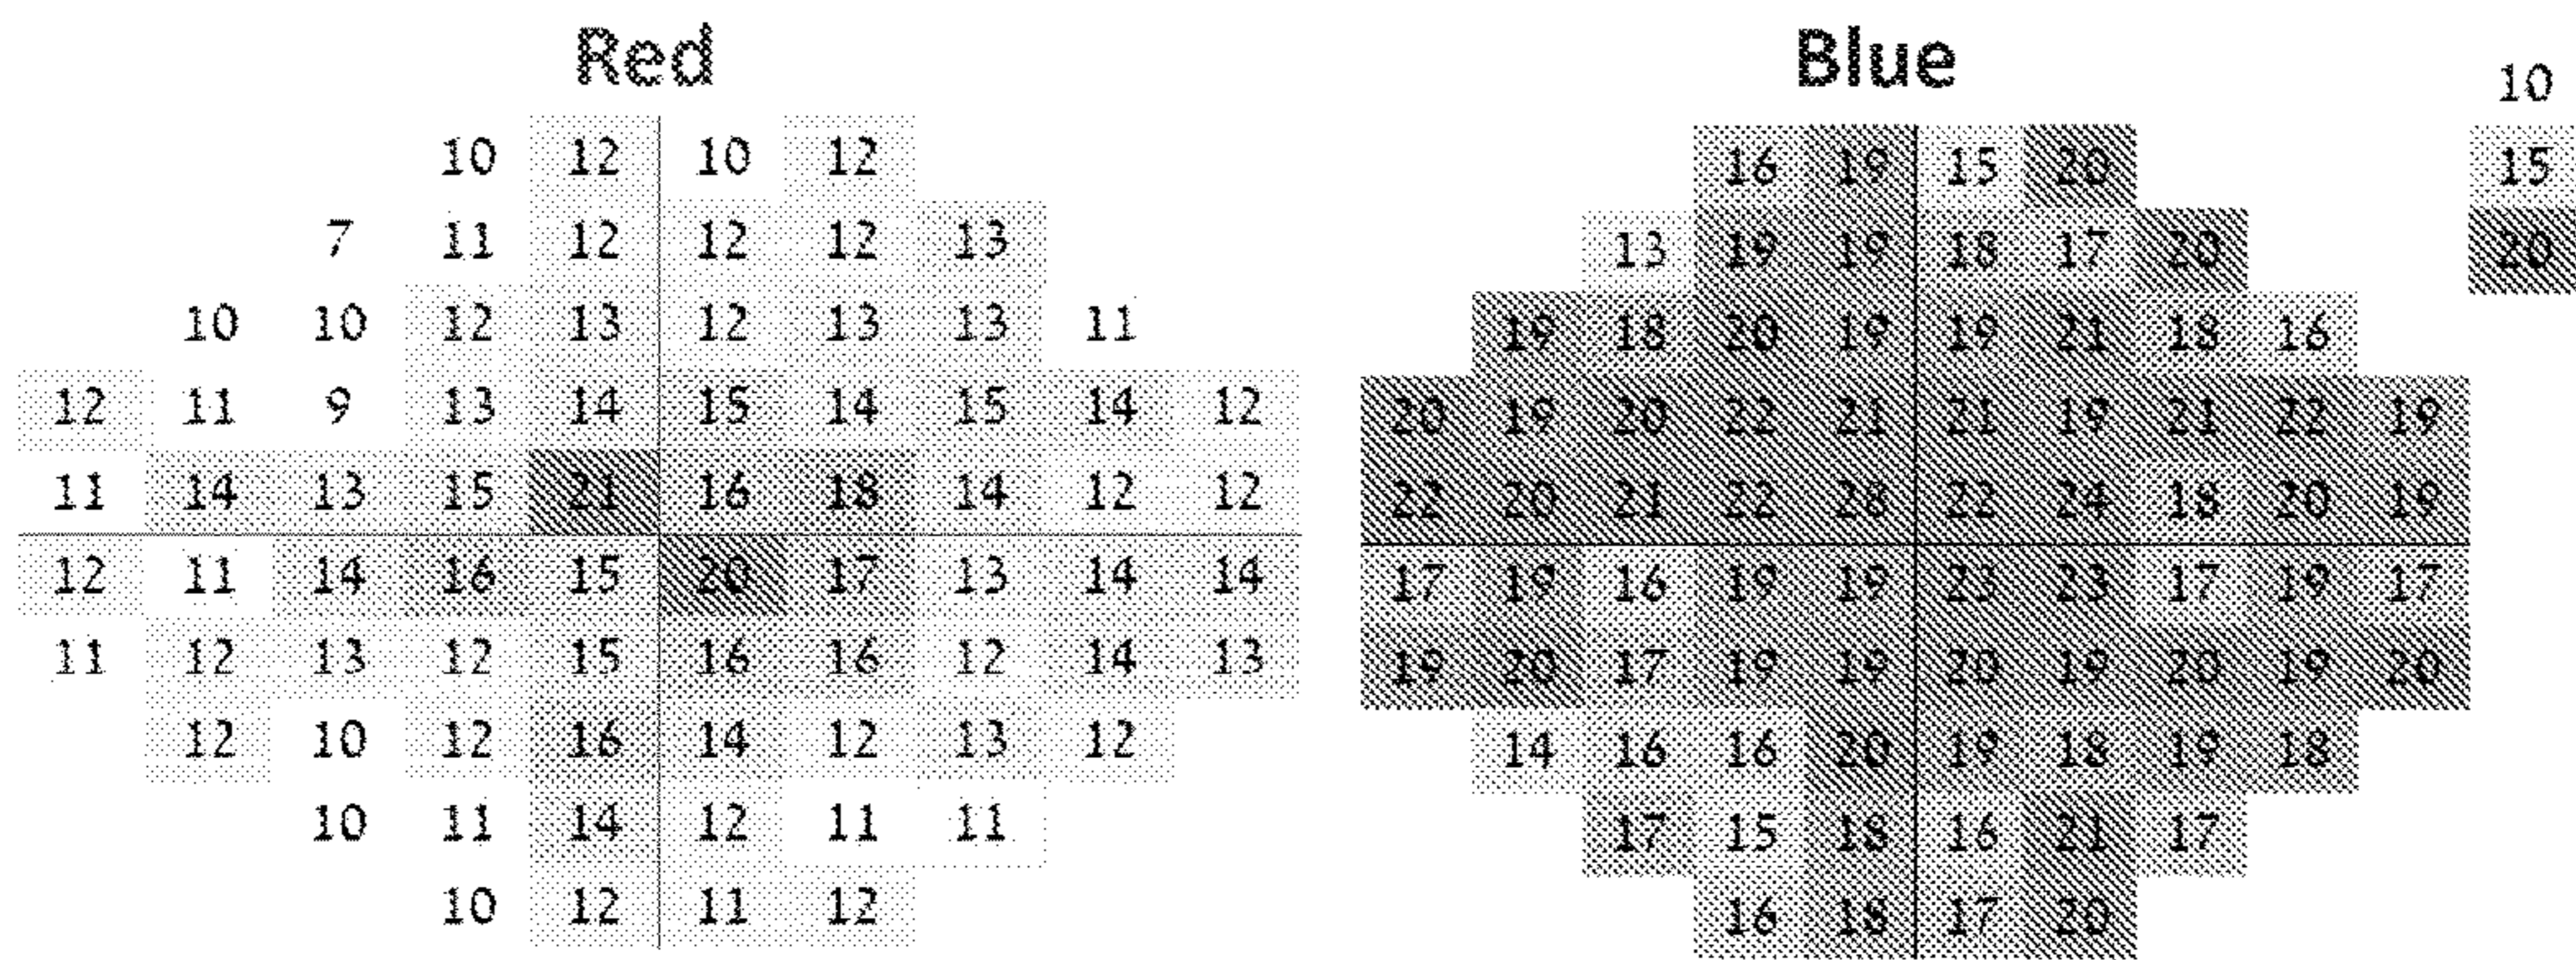 Red
10 12 10 12
7 11 12 12 12 13
10 10 12 13 12 13 13 11
12 11 9 13 14 15 14 15 14 12
11 14 13 15 21 16 18 14 12 12
12 11 14 16 15 20 17 13 14 14
11 12 13 12 15 16 16 12 14 13
12 10 12 16 14 12 13 12
10 11 14 12 11 11
10 12 11 12
Blue
16 19 15 20
13 19 19 18 17 20
19 18 20 19 19 21 18 16
20 19 20 22 21 21 19 21 22 19
22 20 21 22 28 22 24 18 20 19
17 19 16 19 19 23 23 17 19 17
19 20 17 19 19 20 19 20 19 20
14 16 16 20 19 18 19 18
17 15 18 16 21 17
16 18 17 20
10
15
20